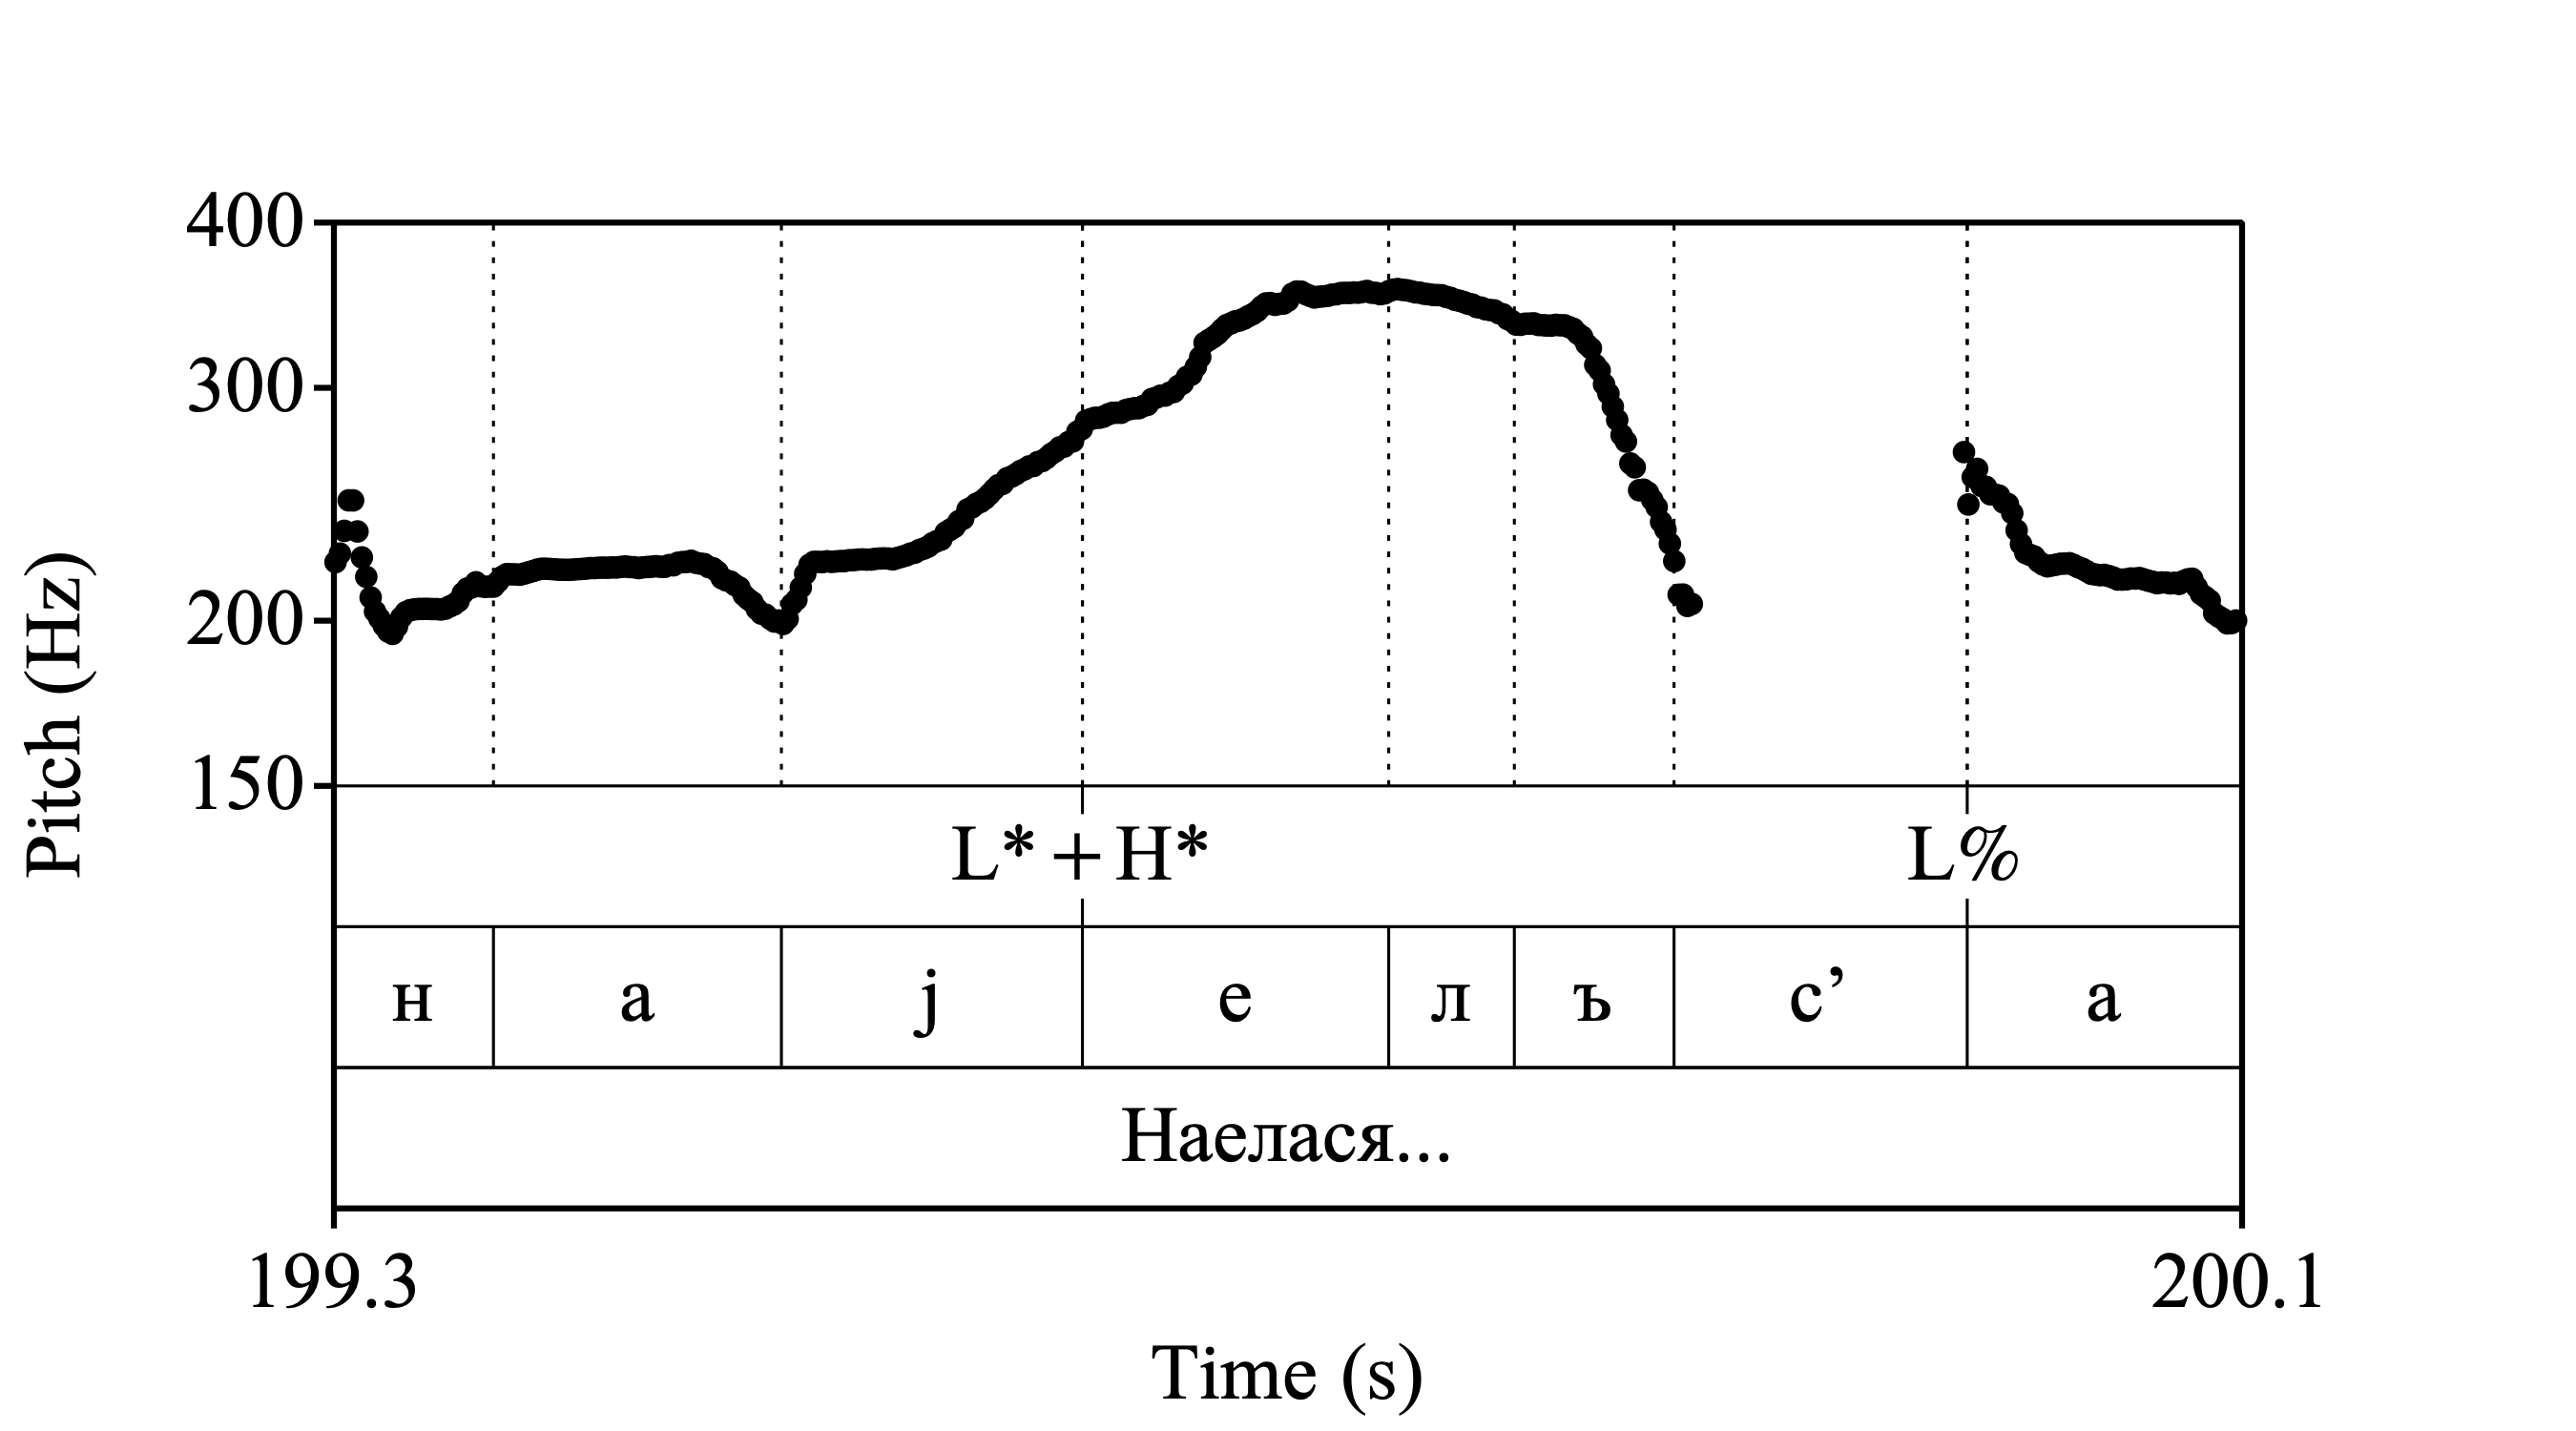 400
300
200
150
Pitch (Hz)
L* + H* L%
н а j е л ъ с’ а
Наелася...
199.3 200.1
Time (s)